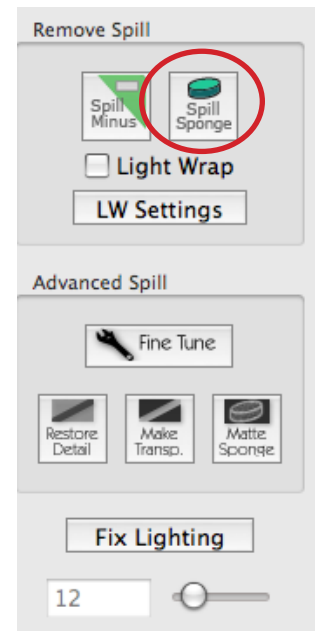 Remove Spill
Spill
Minus
Spill
Sponge
Light Wrap
LW Settings
Advanced Spill
Fine Tune
Restore
Detail
Make
Transp.
Matte
Sponge
Fix Lighting
12